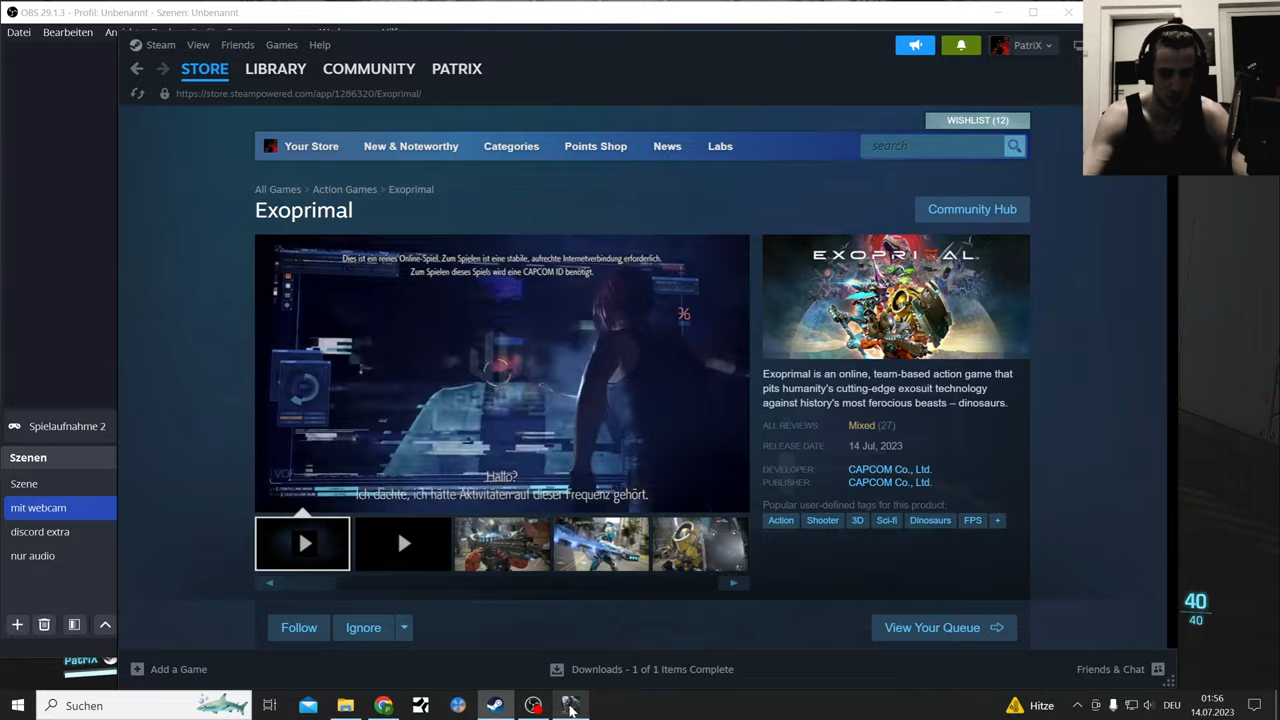 OBS 29.1.3 - Profil: Unbenannt - Szenen: Unbenannt
Datei Bearbeiten
Steam View Friends Games Help
PatriX
STORE LIBRARY COMMUNITY PATRIX
https://store.steampowered.com/app/1286320/Exoprimal/
WISHLIST (12)
Your Store New & Noteworthy Categories Points Shop News Labs search
All Games > Action Games > Exoprimal
Exoprimal
Community Hub
Dies ist ein reines Online-Spiel. Zum Spielen ist eine stabile, aufrechte Internetverbindung erforderlich.
Zum Spielen dieses Spiels wird eine CAPCOM ID benötigt.
%
Hallo?
Ich dachte, ich hätte Aktivitäten auf dieser Frequenz gehört.
EXOPRIMAL
Exoprimal is an online, team-based action game that
pits humanity's cutting-edge exosuit technology
against history's most ferocious beasts – dinosaurs.
ALL REVIEWS: Mixed (27)
RELEASE DATE: 14 Jul, 2023
DEVELOPER: CAPCOM Co., Ltd.
PUBLISHER: CAPCOM Co., Ltd.
Popular user-defined tags for this product:
Action Shooter 3D Sci-fi Dinosaurs FPS +
Spielaufnahme 2
Szenen
Szene
mit webcam
discord extra
nur audio
40
40
Follow Ignore View Your Queue
PatriX
Add a Game Downloads - 1 of 1 Items Complete Friends & Chat
Suchen
Hitze
DEU
01:56
14.07.2023